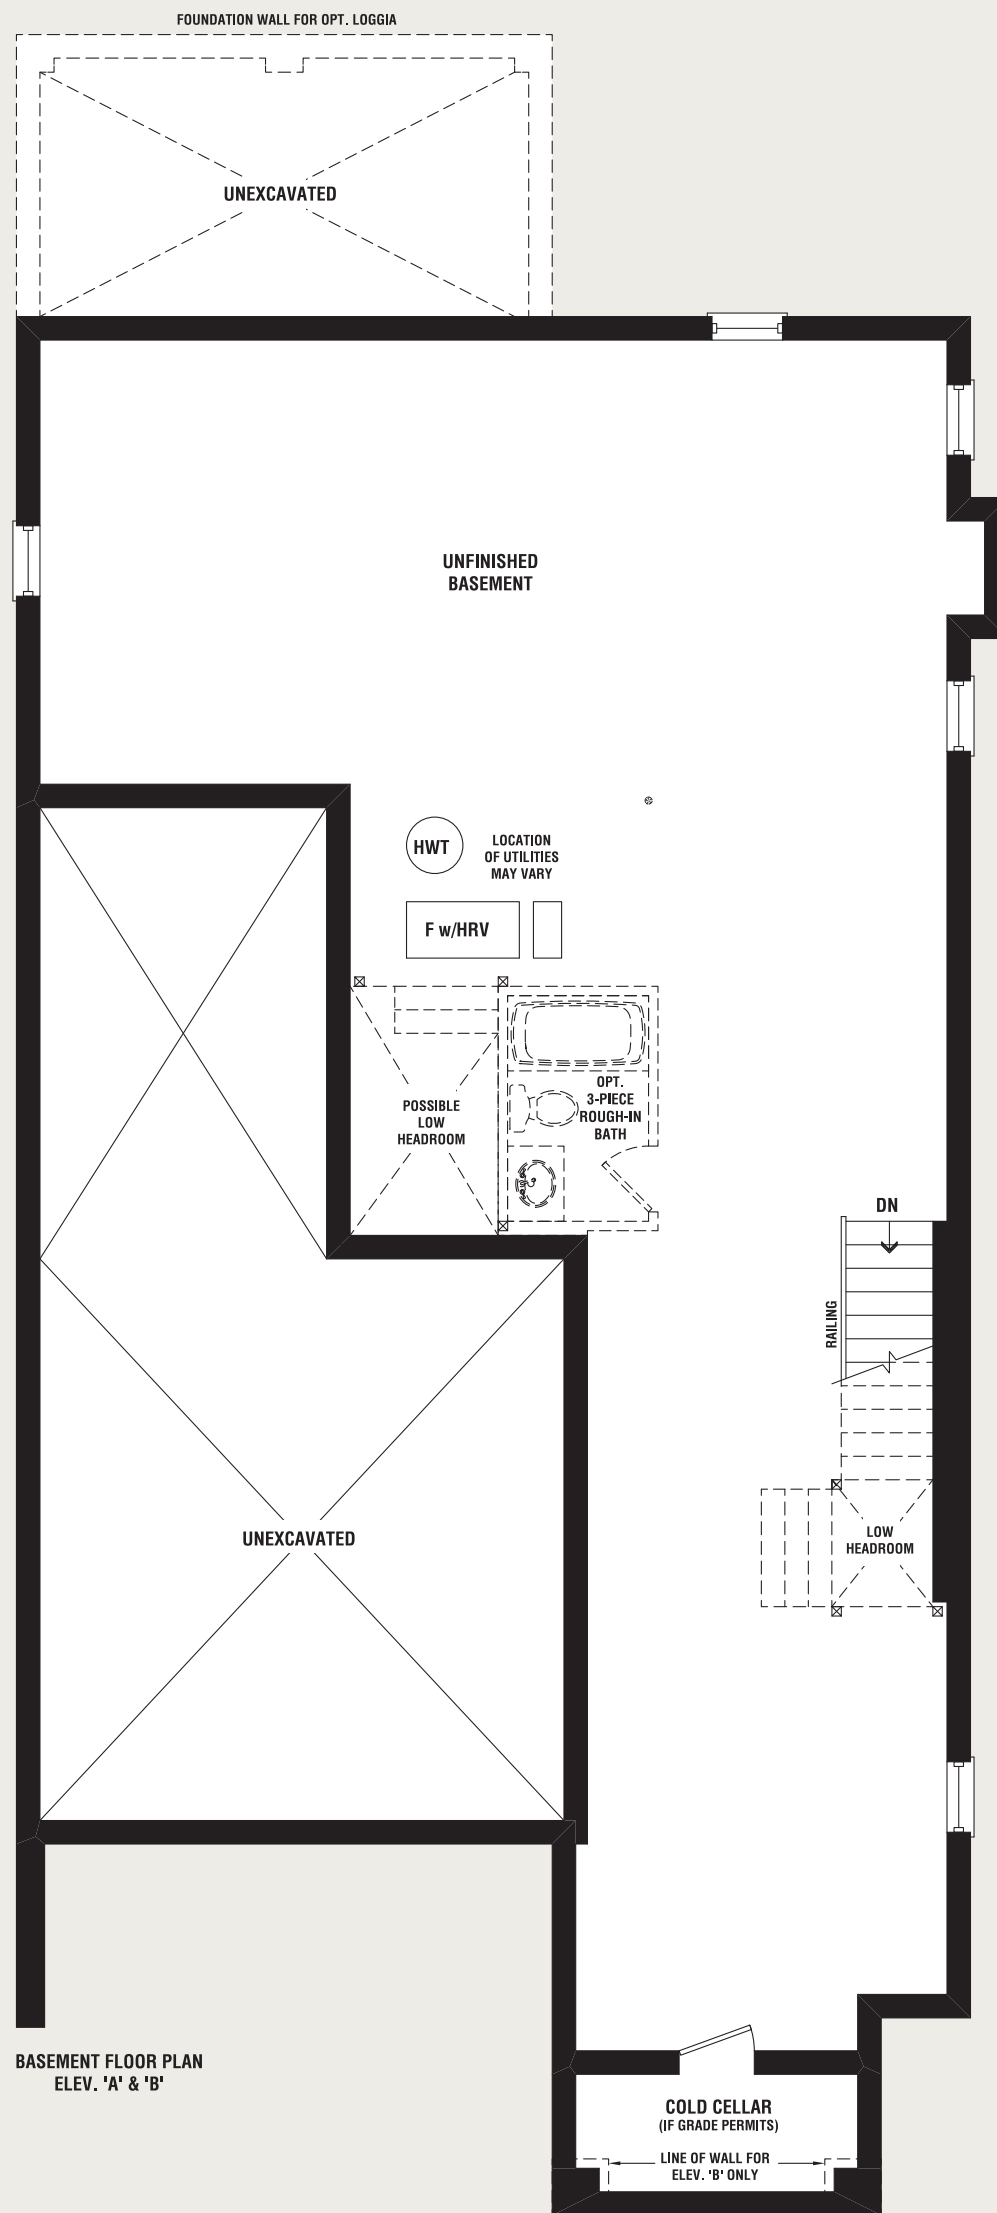 FOUNDATION WALL FOR OPT. LOGGIA
UNEXCAVATED
UNFINISHED
BASEMENT
HWT
LOCATION
OF UTILITIES
MAY VARY
F w/HRV
OPT.
3-PIECE
ROUGH-IN
BATH
POSSIBLE
LOW
HEADROOM
DN
RAILING
LOW
HEADROOM
UNEXCAVATED
BASEMENT FLOOR PLAN
ELEV. 'A' & 'B'
COLD CELLAR
(IF GRADE PERMITS)
LINE OF WALL FOR
ELEV. 'B' ONLY